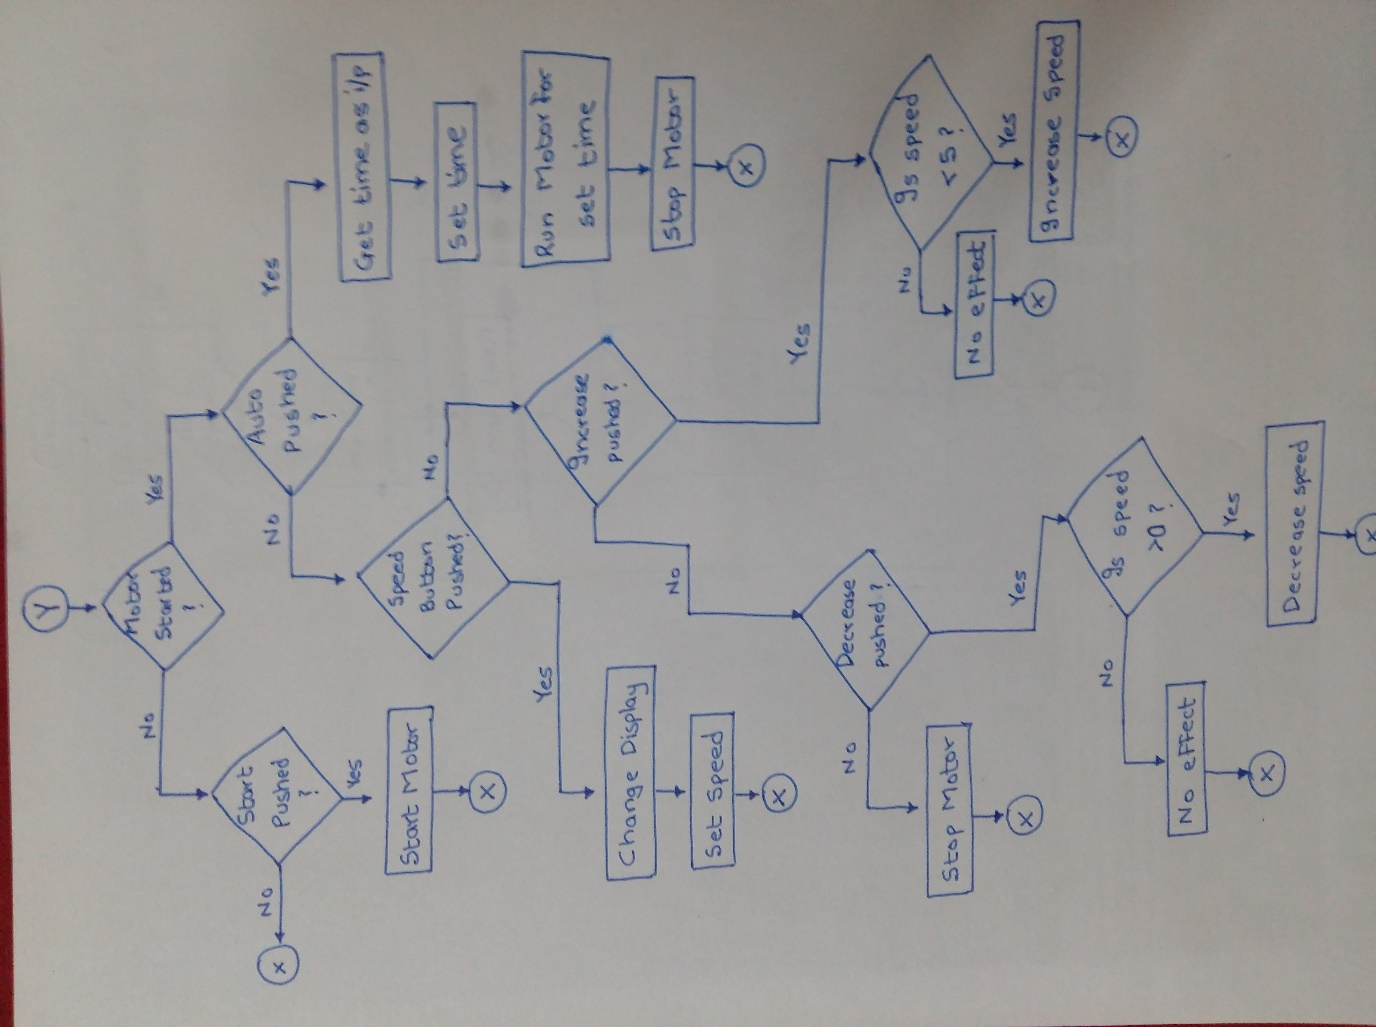 Y
Motor
Started
?
No
Yes
Start
Pushed
?
No
X
Yes
Start Motor
X
Auto
Pushed
?
Yes
Get time as i/p
Set time
Run Motor for
set time
Stop Motor
X
No
Speed
Button
Pushed?
Yes
Change Display
Set Speed
X
No
Increase
pushed?
Yes
Is speed
<5?
No
No effect
X
Yes
Increase Speed
X
No
Decrease
pushed?
No
Stop Motor
X
Yes
Is speed
>0?
No
No effect
X
Yes
Decrease speed
X